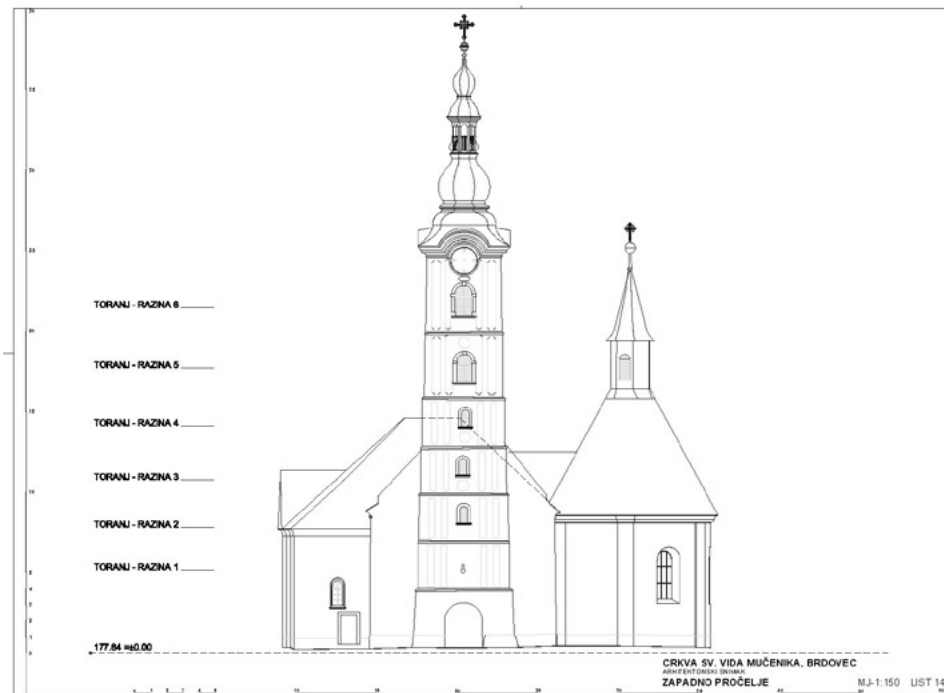 TORANJ - RAZINA 6
TORANJ - RAZINA 5
TORANJ - RAZINA 4
TORANJ - RAZINA 3
TORANJ - RAZINA 2
TORANJ - RAZINA 1
177.64 =±0.00
CRKVA SV. VIDA MUČENIKA, BRDOVEC
ARHITEKTONSKI SNIMAK
ZAPADNO PROČELJE
MJ-1:150 LIST 14